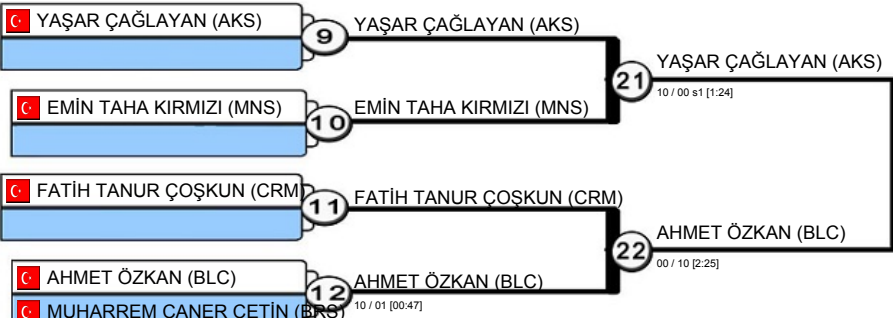 YAŞAR ÇAĞLAYAN (AKS)
9
YAŞAR ÇAĞLAYAN (AKS)
EMİN TAHA KIRMIZI (MNS)
10
EMİN TAHA KIRMIZI (MNS)
21
YAŞAR ÇAĞLAYAN (AKS)
10 / 00 s1 [1:24]
FATİH TANUR ÇOŞKUN (CRM)
11
FATİH TANUR ÇOŞKUN (CRM)
AHMET ÖZKAN (BLC)
MUHARREM CANER ÇETİN (BRS)
12
AHMET ÖZKAN (BLC)
10 / 01 [00:47]
22
AHMET ÖZKAN (BLC)
00 / 10 [2:25]